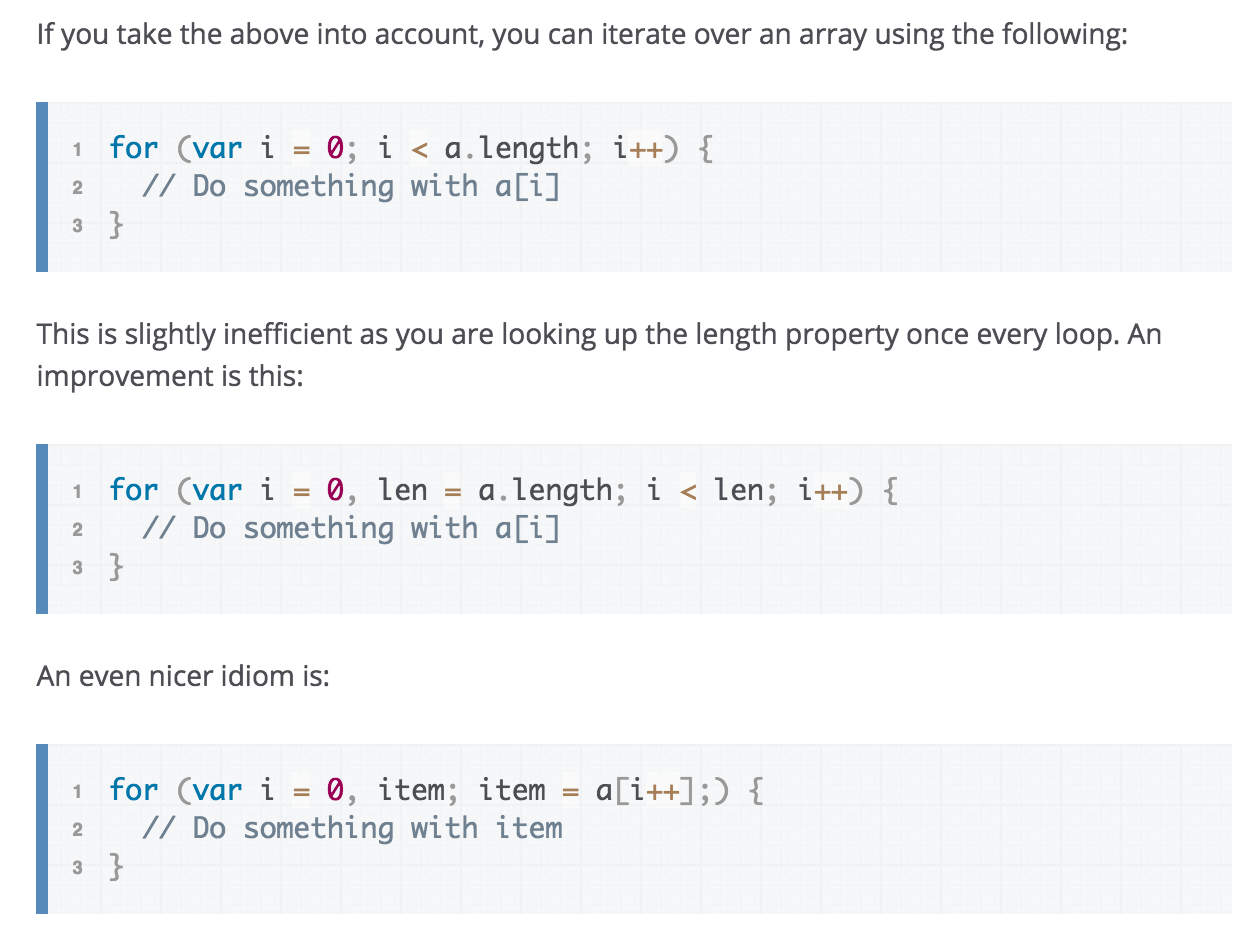 If you take the above into account, you can iterate over an array using the following:
1 for (var i = 0; i < a.length; i++) {
2   // Do something with a[i]
3 }
This is slightly inefficient as you are looking up the length property once every loop. An
improvement is this:
1 for (var i = 0, len = a.length; i < len; i++) {
2   // Do something with a[i]
3 }
An even nicer idiom is:
1 for (var i = 0, item; item = a[i++];) {
2   // Do something with item
3 }